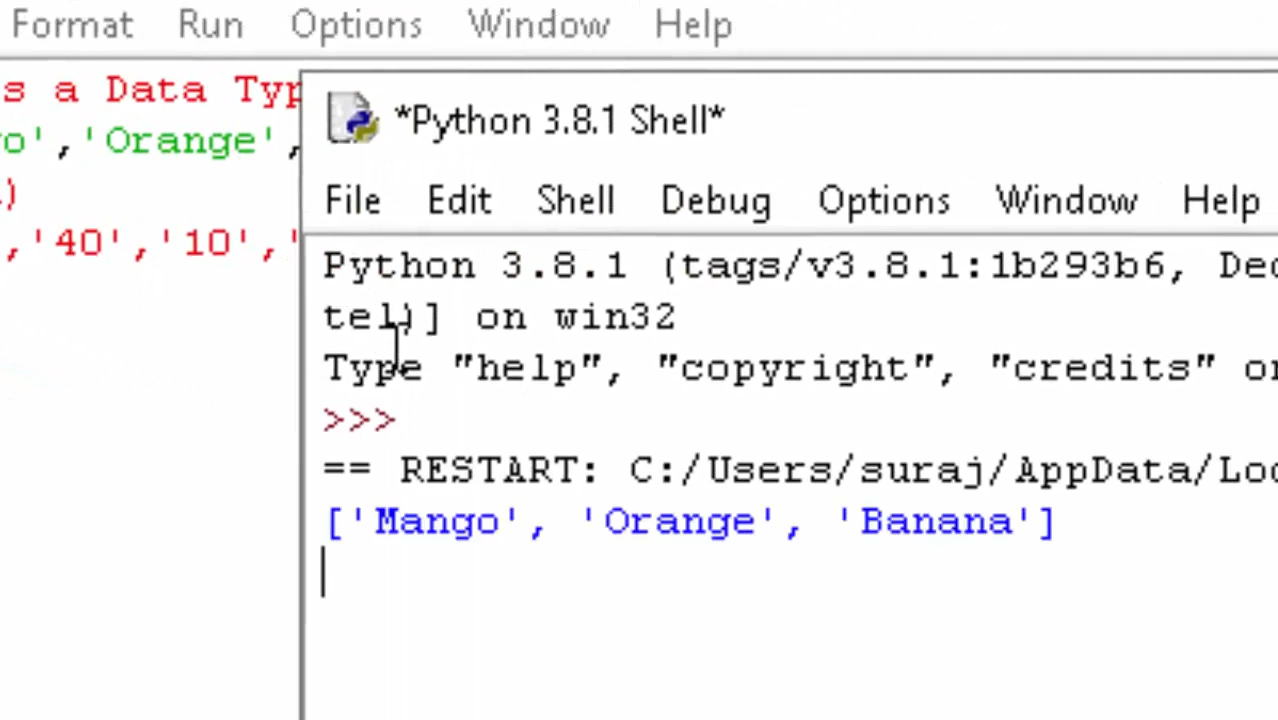 Format Run Options Window Help
s a Data Typ
o','Orange',
)
,'40','10','
*Python 3.8.1 Shell*
File Edit Shell Debug Options Window Help
Python 3.8.1 (tags/v3.8.1:1b293b6, Dec
tel)] on win32
Type "help", "copyright", "credits" or
>>>
== RESTART: C:/Users/suraj/AppData/Loc
['Mango', 'Orange', 'Banana']